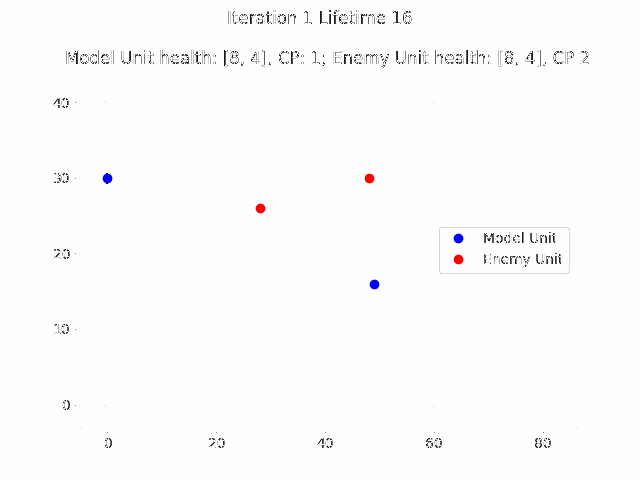 Iteration 1 Lifetime 16
Model Unit health: [8, 4], CP: 1; Enemy Unit health: [8, 4], CP 2
40
30
20
10
0
Model Unit
Enemy Unit
0 20 40 60 80